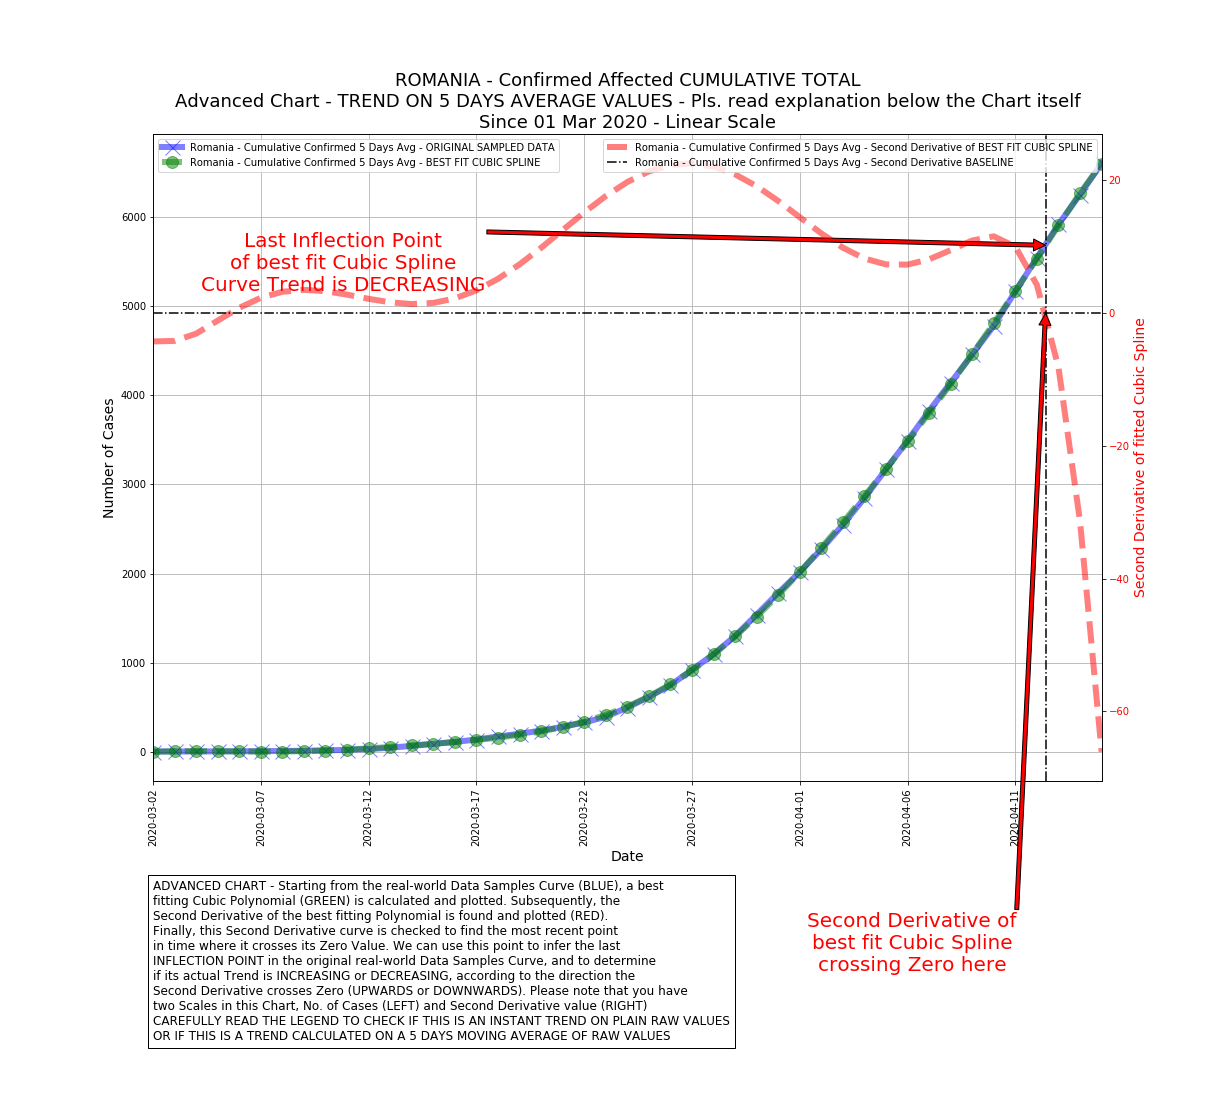 ROMANIA - Confirmed Affected CUMULATIVE TOTAL
Advanced Chart - TREND ON 5 DAYS AVERAGE VALUES - Pls. read explanation below the Chart itself
Since 01 Mar 2020 - Linear Scale
Romania - Cumulative Confirmed 5 Days Avg - ORIGINAL SAMPLED DATA
Romania - Cumulative Confirmed 5 Days Avg - BEST FIT CUBIC SPLINE
Romania - Cumulative Confirmed 5 Days Avg - Second Derivative of BEST FIT CUBIC SPLINE
Romania - Cumulative Confirmed 5 Days Avg - Second Derivative BASELINE
Last Inflection Point
of best fit Cubic Spline
Curve Trend is DECREASING
Number of Cases
6000
5000
4000
3000
2000
1000
0
20
0
−20
−40
−60
Second Derivative of fitted Cubic Spline
2020-03-02
2020-03-07
2020-03-12
2020-03-17
2020-03-22
2020-03-27
2020-04-01
2020-04-06
2020-04-11
Date
ADVANCED CHART - Starting from the real-world Data Samples Curve (BLUE), a best
fitting Cubic Polynomial (GREEN) is calculated and plotted. Subsequently, the
Second Derivative of the best fitting Polynomial is found and plotted (RED).
Finally, this Second Derivative curve is checked to find the most recent point
in time where it crosses its Zero Value. We can use this point to infer the last
INFLECTION POINT in the original real-world Data Samples Curve, and to determine
if its actual Trend is INCREASING or DECREASING, according to the direction the
Second Derivative crosses Zero (UPWARDS or DOWNWARDS). Please note that you have
two Scales in this Chart, No. of Cases (LEFT) and Second Derivative value (RIGHT)
CAREFULLY READ THE LEGEND TO CHECK IF THIS IS AN INSTANT TREND ON PLAIN RAW VALUES
OR IF THIS IS A TREND CALCULATED ON A 5 DAYS MOVING AVERAGE OF RAW VALUES
Second Derivative of
best fit Cubic Spline
crossing Zero here